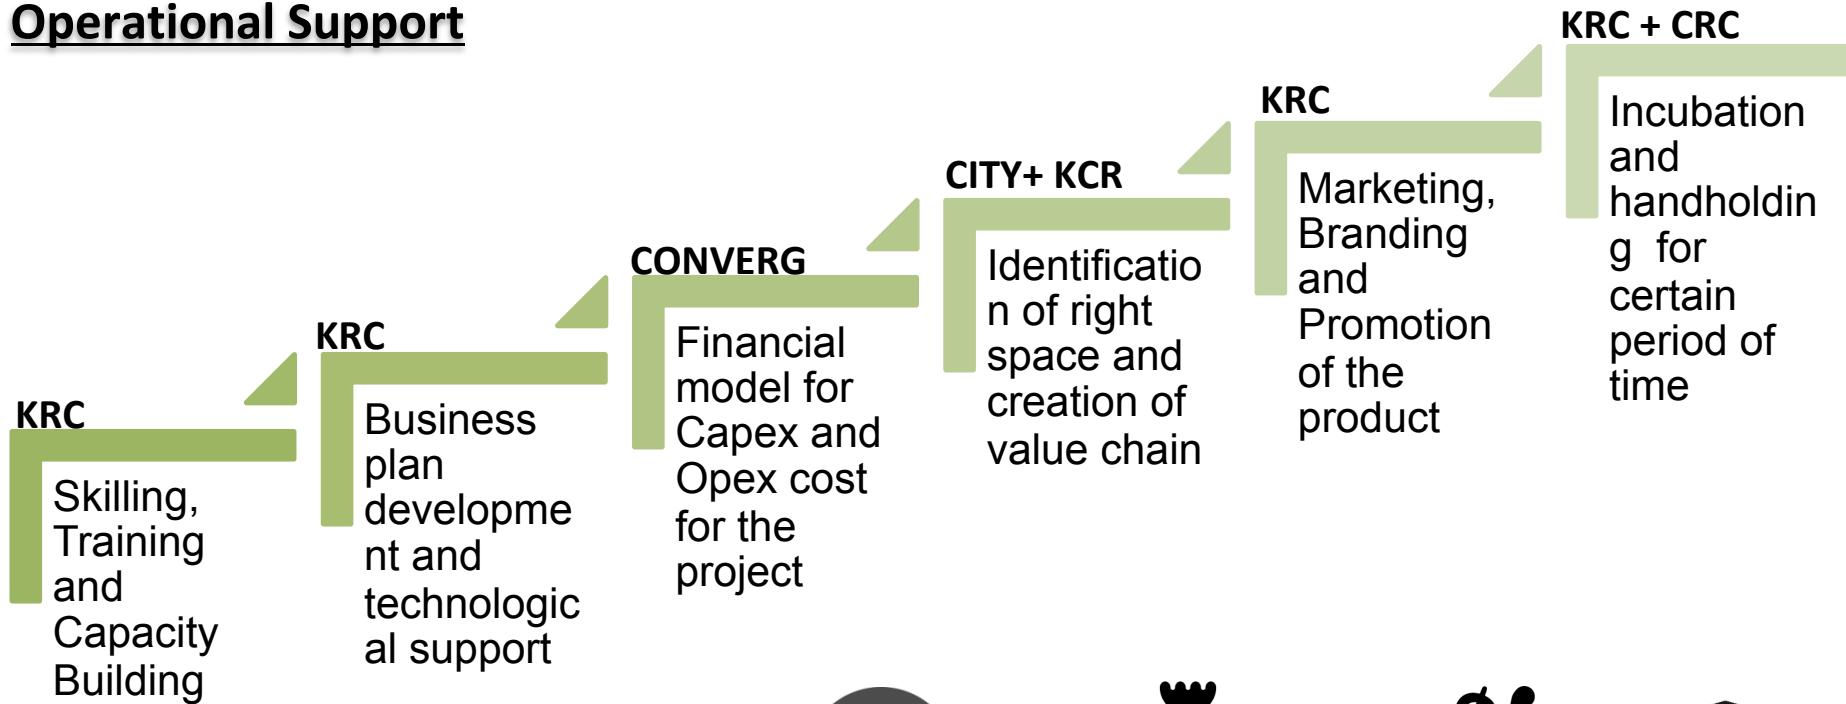 Operational Support
KRC
Skilling,
Training
and
Capacity
Building
KRC
Business
plan
developme
nt and
technologic
al support
CONVERG
Financial
model for
Capex and
Opex cost
for the
project
CITY+ KCR
Identificatio
n of right
space and
creation of
value chain
KRC
Marketing,
Branding
and
Promotion
of the
product
KRC + CRC
Incubation
and
handholdin
g for
certain
period of
time